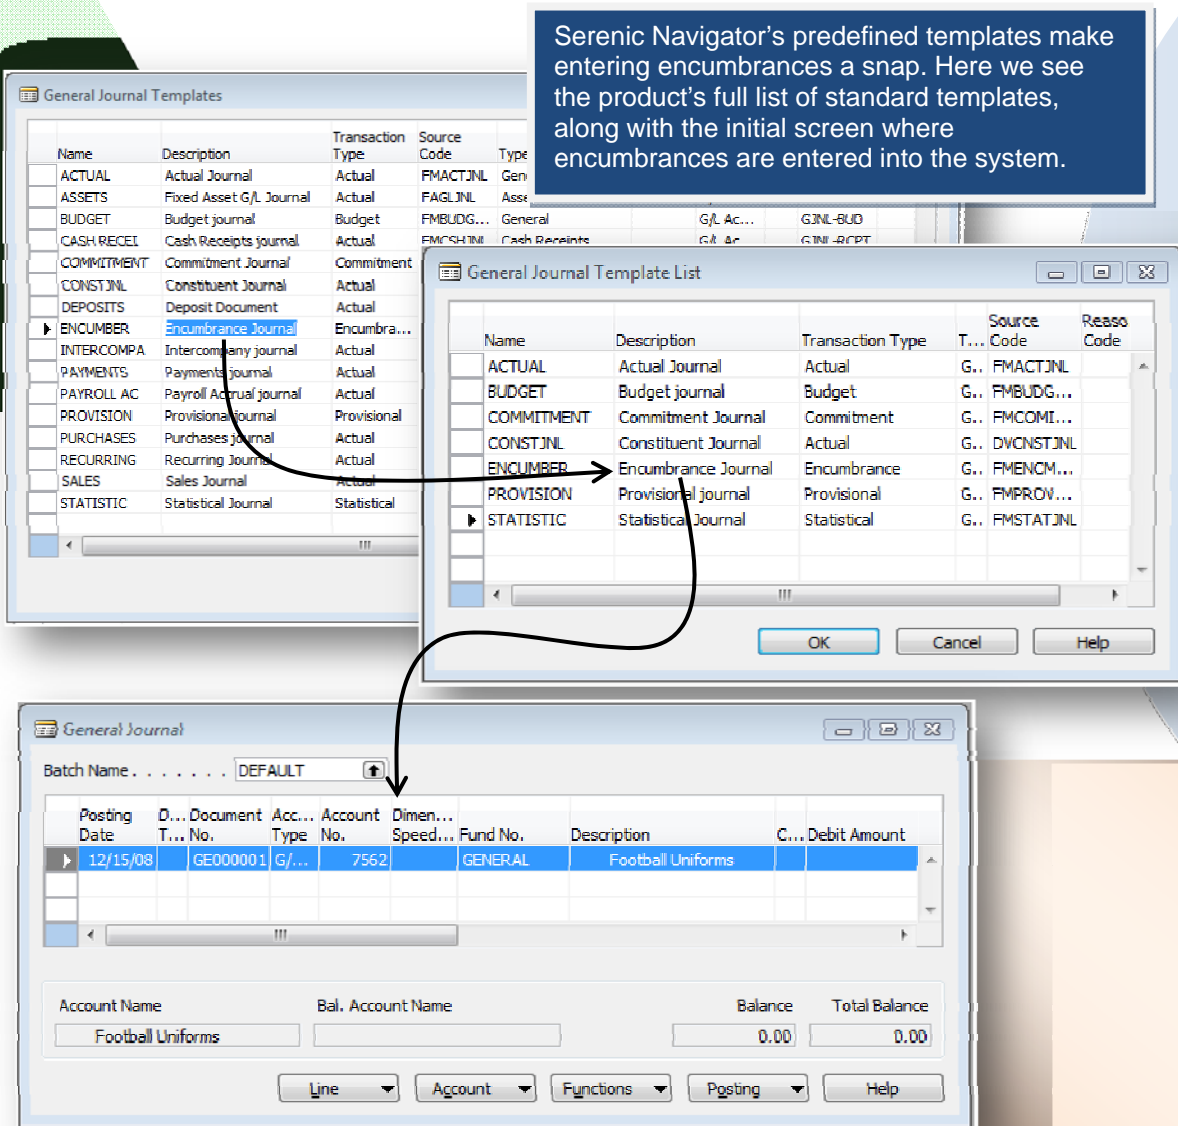 Serenic Navigator's predefined templates make
entering encumbrances a snap. Here we see
the product's full list of standard templates,
along with the initial screen where
encumbrances are entered into the system.
General Journal Templates
Transaction Source
Name Description Type Code Type
ACTUAL Actual Journal Actual FMACTJNL Gen
ASSETS Fixed Asset G/L Journal Actual FAGLJNL Asse
BUDGET Budget journal Budget FMBUDG... General G/L Ac... GJNL-BUD
CASH RECEI Cash Receipts journal Actual FMCSHJNL Cash Receipts G/L Ac GJNL-RCPT
COMMITMENT Commitment Journal Commitment
CONSTJNL Constituent Journal Actual
DEPOSITS Deposit Document Actual
ENCUMBER Encumbrance Journal Encumbra...
INTERCOMPA Intercompany journal Actual
PAYMENTS Payments journal Actual
PAYROLL AC Payroll Accrual journal Actual
PROVISION Provisional journal Provisional
PURCHASES Purchases journal Actual
RECURRING Recurring Journal Actual
SALES Sales Journal Actual
STATISTIC Statistical Journal Statistical
General Journal Template List
Source Reaso
Name Description Transaction Type T... Code Code
ACTUAL Actual Journal Actual G.. FMACTJNL
BUDGET Budget journal Budget G.. FMBUDG...
COMMITMENT Commitment Journal Commitment G.. FMCOMI...
CONSTJNL Constituent Journal Actual G.. DVCNSTJNL
ENCUMBER Encumbrance Journal Encumbrance G.. FMENCM...
PROVISION Provisional journal Provisional G.. FMPROV...
STATISTIC Statistical Journal Statistical G.. FMSTATJNL
OK Cancel Help
General Journal
Batch Name . . . . . . . DEFAULT
Posting D... Document Acc... Account Dimen...
Date T... No. Type No. Speed... Fund No. Description C... Debit Amount
12/15/08 GE000001 G/... 7562 GENERAL Football Uniforms
Account Name Bal. Account Name Balance Total Balance
Football Uniforms 0.00 0.00
Line Account Functions Posting Help